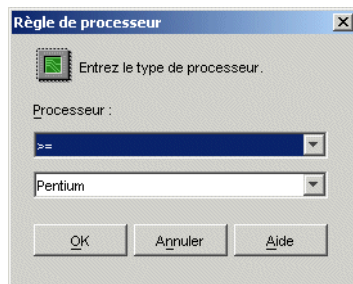 Règle de processeur
Entrez le type de processeur.
Processeur :
>=
Pentium
OK
Annuler
Aide